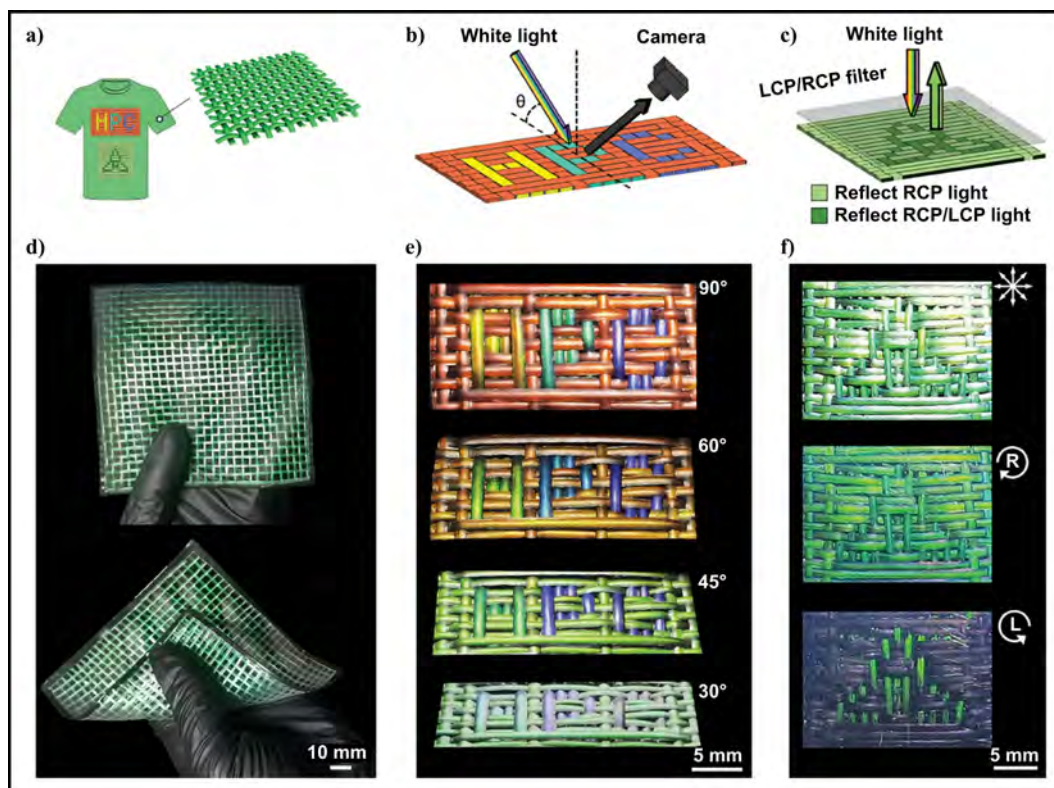 a)
HPC
b)
White light
Camera
θ
c)
White light
LCP/RCP filter
Reflect RCP light
Reflect RCP/LCP light
d)
10 mm
e)
90°
60°
45°
30°
5 mm
f)
R
L
5 mm